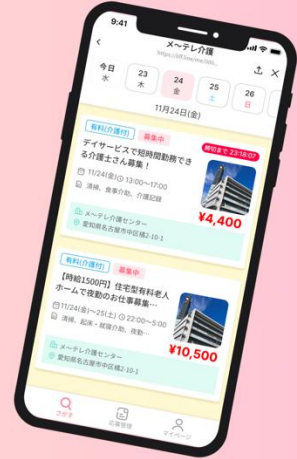 9:41
メ〜テレ介護
今日
水
23
木
24
金
25
土
26
日
11月24日(金)
有料(介護付)
募集中
締切まで 23:18:07
デイサービスで短時間勤務でき
る介護士さん募集！
11/24(金) 13:00〜17:00
清掃、食事介助、介護記録
¥4,400
メ〜テレ介護センター
愛知県名古屋市中区橘2-10-1
有料(介護付)
募集中
【時給1500円】住宅型有料老人
ホームで夜勤のお仕事募集…
11/24(金)〜25(土) 22:00〜5:00
清掃、起床・就寝介助、夜勤…
¥10,500
メ〜テレ介護センター
愛知県名古屋市中区橘2-10-1
さがす
応募管理
マイページ